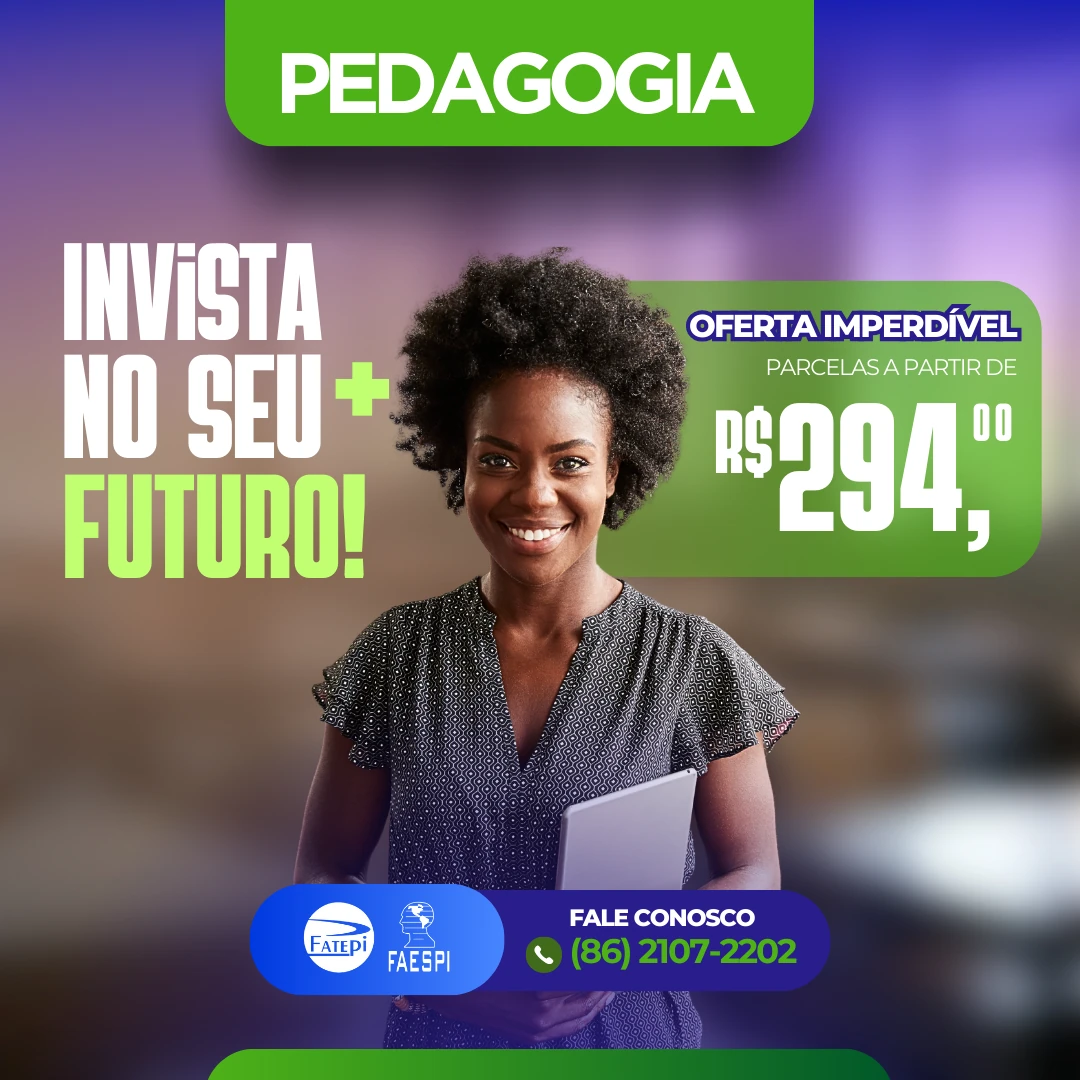 PEDAGOGIA
INViSTA
NO SEU +
FUTURO!
OFERTA IMPERDÍVEL
PARCELAS A PARTIR DE
R$294,00
FATEPI
FAESPI
FALE CONOSCO
(86) 2107-2202